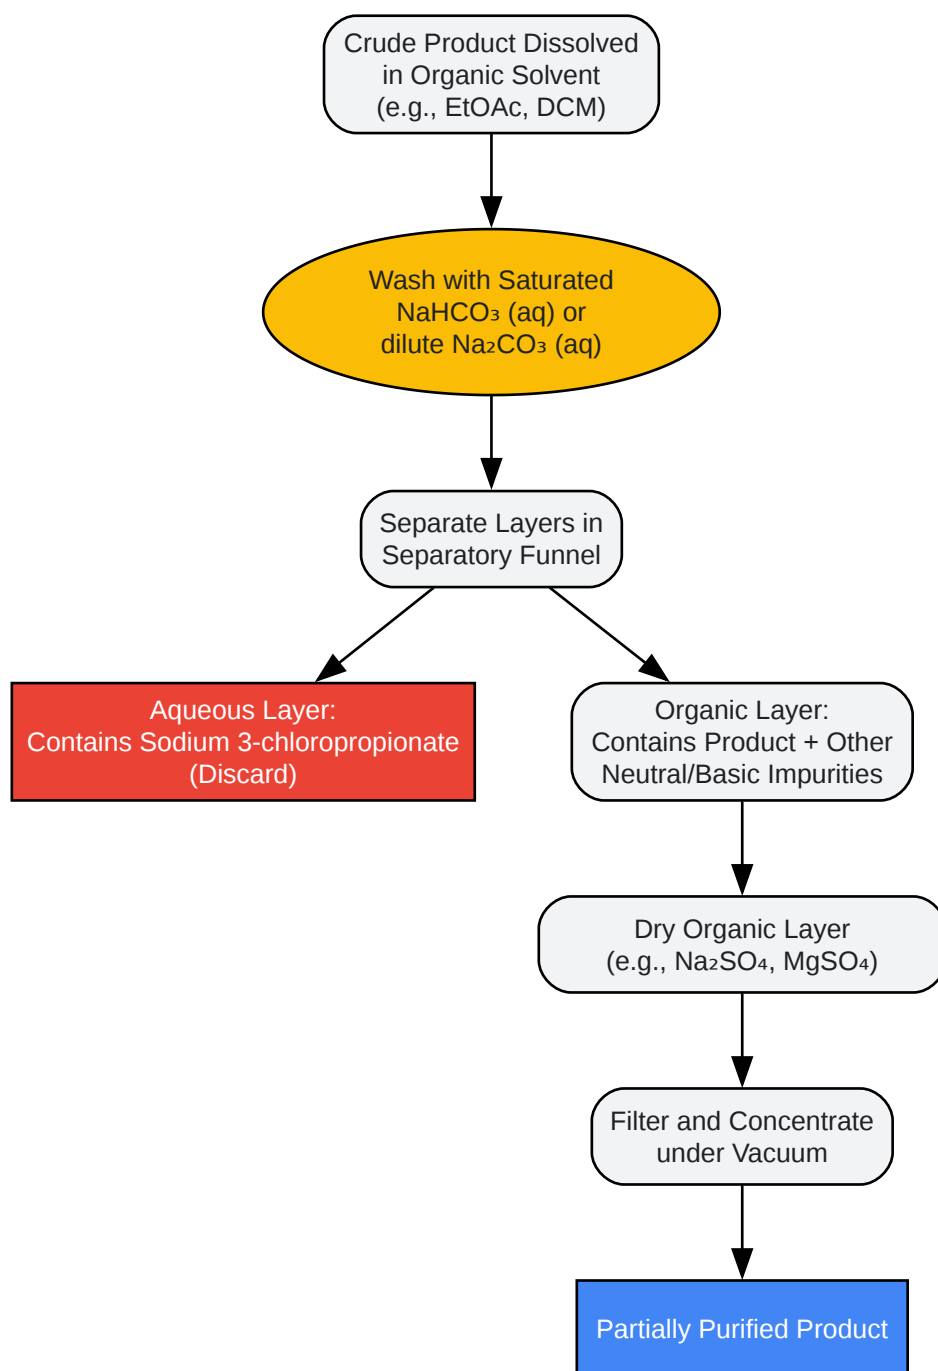 Crude Product Dissolved
in Organic Solvent
(e.g., EtOAc, DCM)
Wash with Saturated
NaHCO₃ (aq) or
dilute Na₂CO₃ (aq)
Separate Layers in
Separatory Funnel
Aqueous Layer:
Contains Sodium 3-chloropropionate
(Discard)
Organic Layer:
Contains Product + Other
Neutral/Basic Impurities
Dry Organic Layer
(e.g., Na₂SO₄, MgSO₄)
Filter and Concentrate
under Vacuum
Partially Purified Product